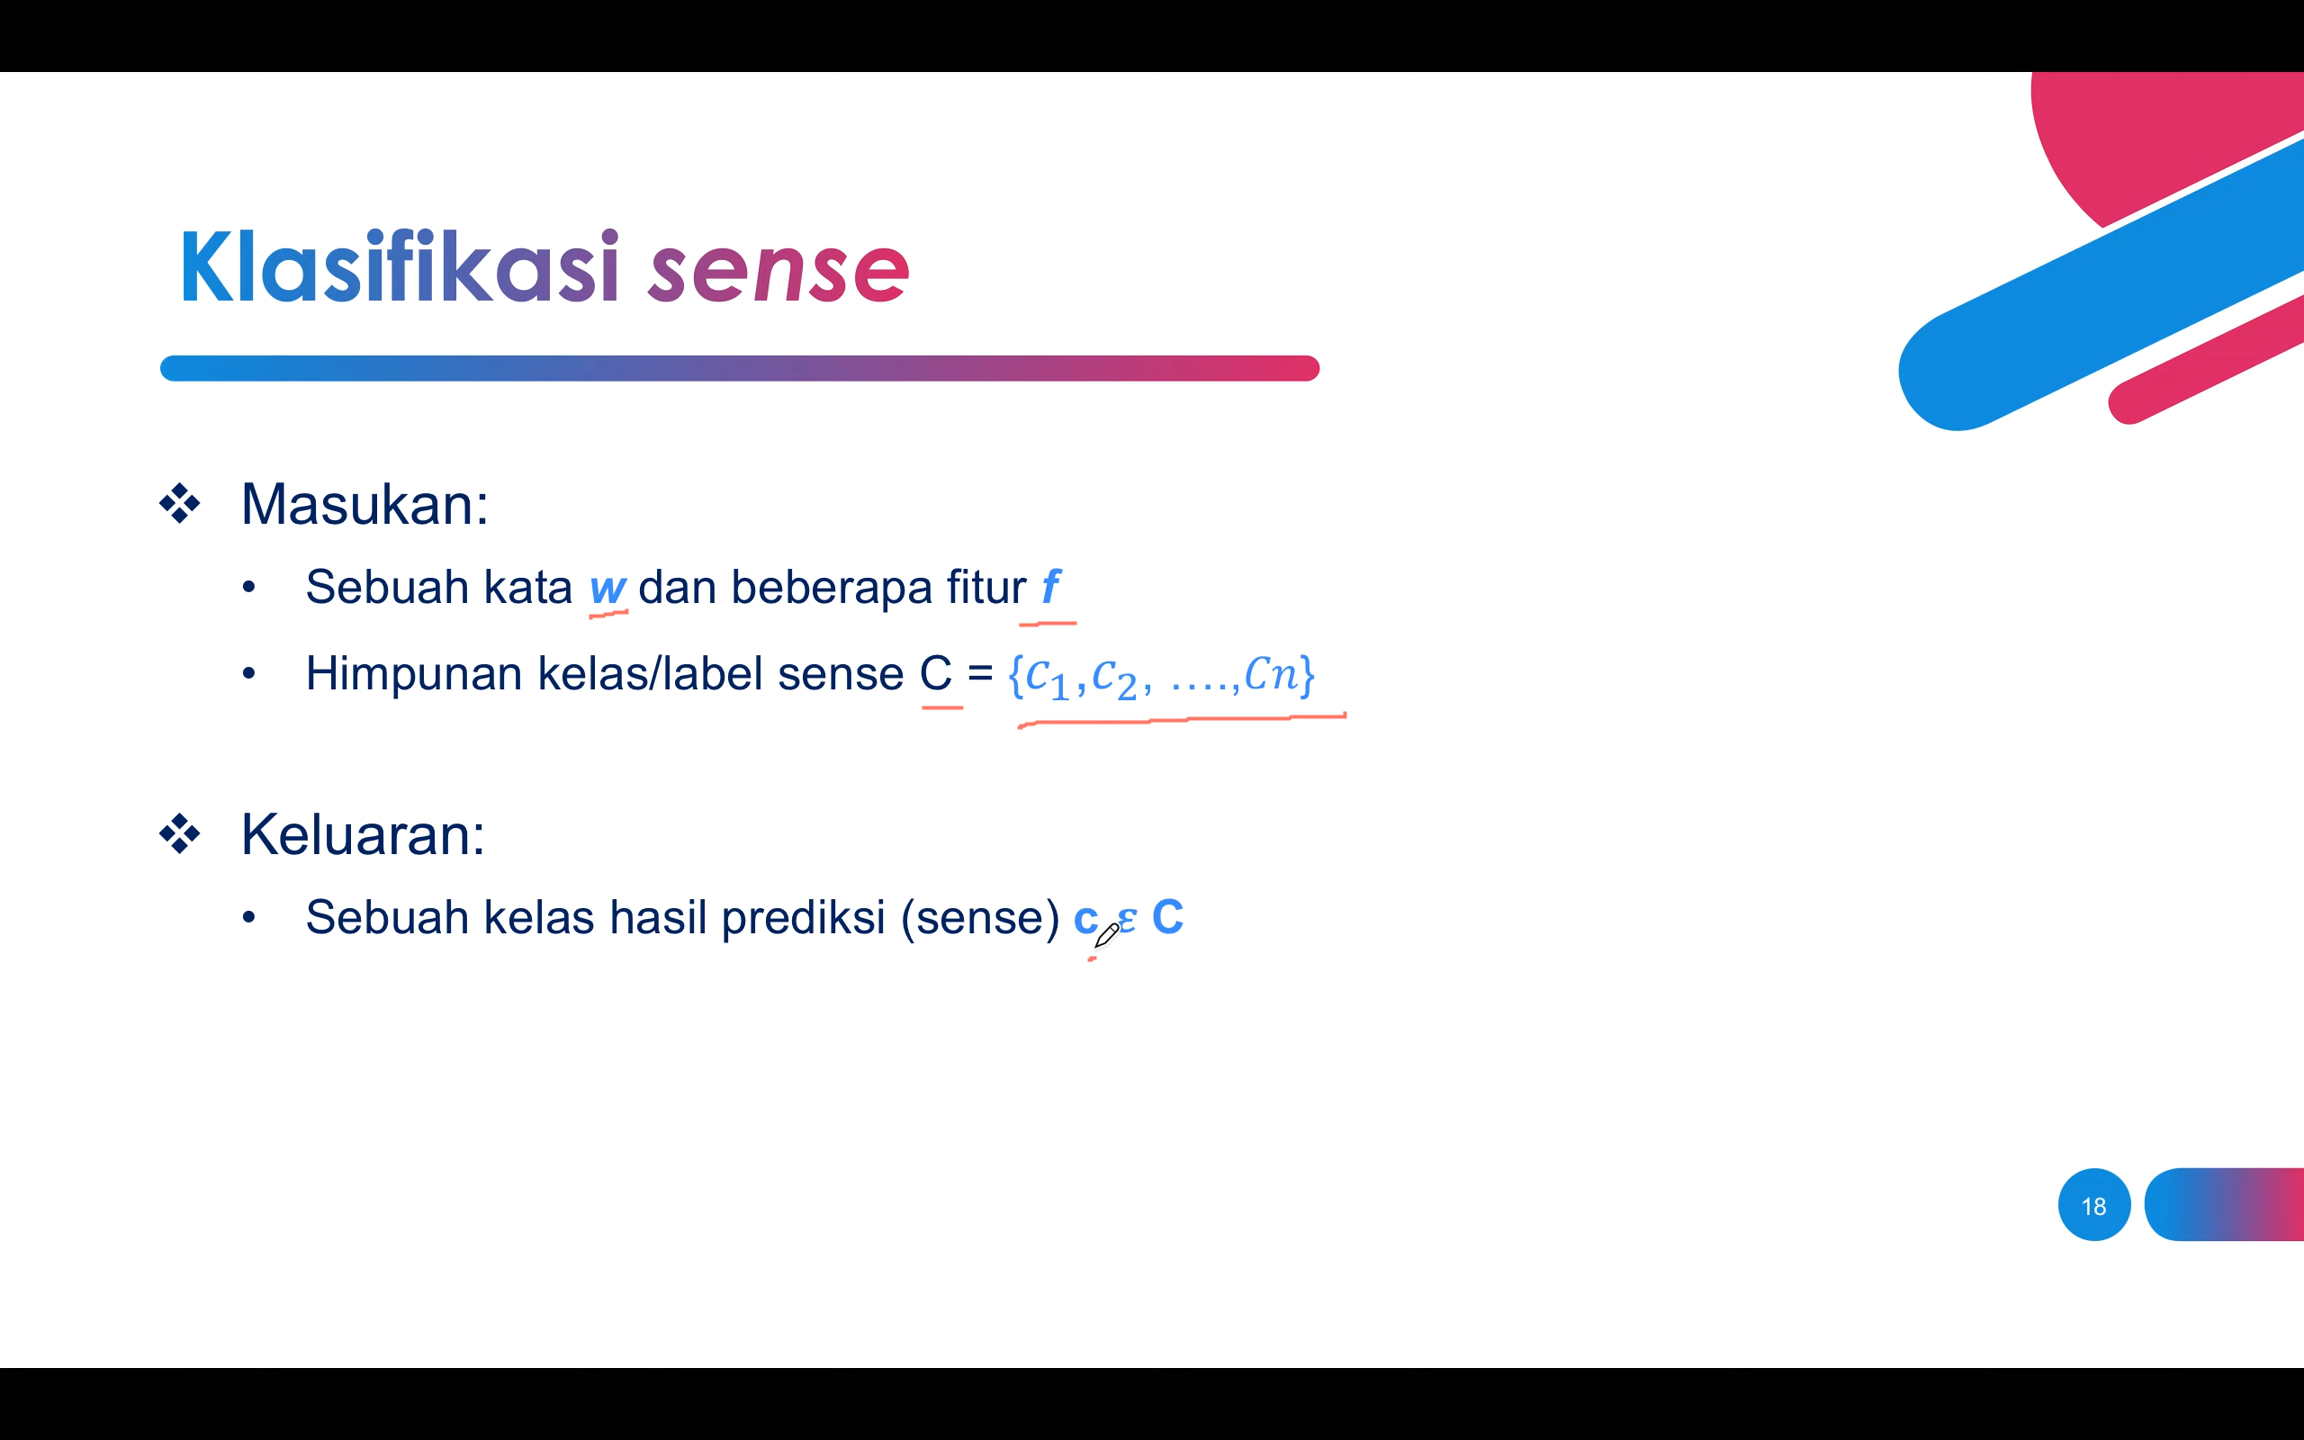 Klasifikasi sense
❖ Masukan:
• Sebuah kata w dan beberapa fitur f
• Himpunan kelas/label sense C = {c₁,c₂, ....,Cn}
❖ Keluaran:
• Sebuah kelas hasil prediksi (sense) c ε C
18